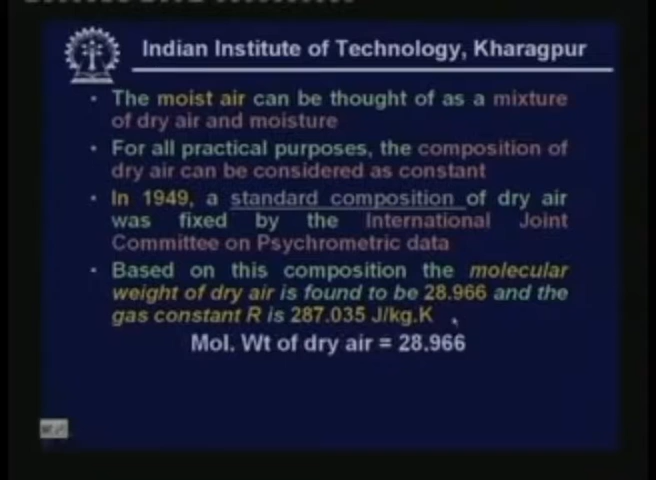 Indian Institute of Technology, Kharagpur
• The moist air can be thought of as a mixture
of dry air and moisture
• For all practical purposes, the composition of
dry air can be considered as constant
• In 1949, a standard composition of dry air
was fixed by the International Joint
Committee on Psychrometric data
• Based on this composition the molecular
weight of dry air is found to be 28.966 and the
gas constant R is 287.035 J/kg.K
Mol. Wt of dry air = 28.966